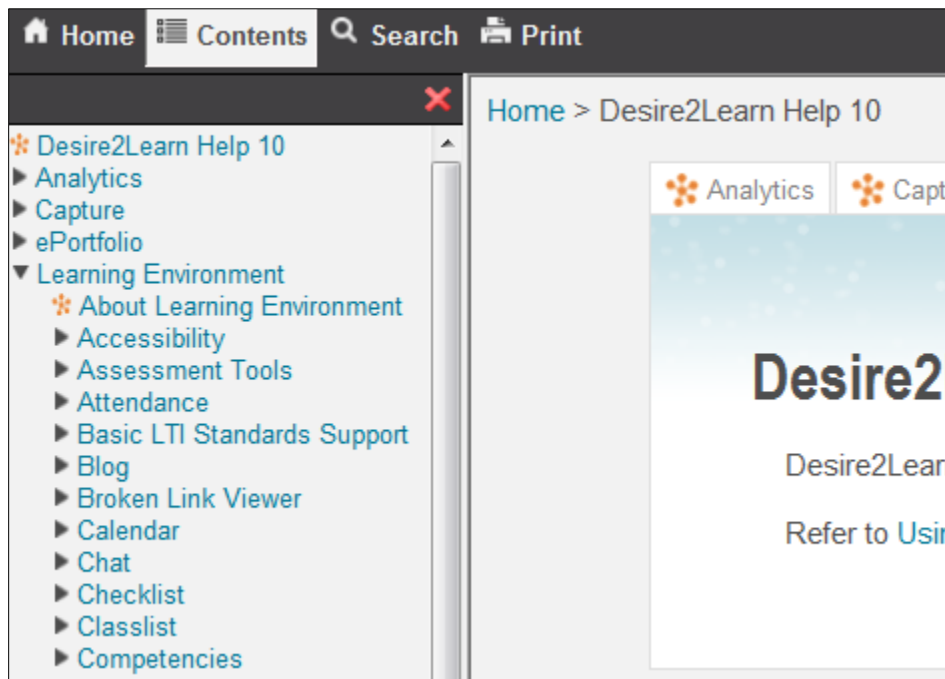 Home Contents Search Print
Home > Desire2Learn Help 10
Desire2Learn Help 10
Analytics
Capture
ePortfolio
Learning Environment
About Learning Environment
Accessibility
Assessment Tools
Attendance
Basic LTI Standards Support
Blog
Broken Link Viewer
Calendar
Chat
Checklist
Classlist
Competencies
Analytics Capt
Desire2
Desire2Lear
Refer to Usi